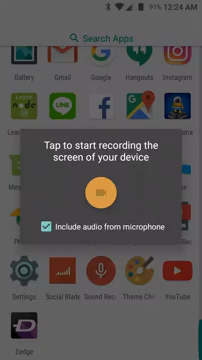 12:24 AM
Search Apps
Gallery
Gmail
Google
Hangouts
Instagram
LINE
Tap to start recording the
screen of your device
Include audio from microphone
Settings
Social Blade
Sound Rec
Theme Ch
YouTube
Zedge